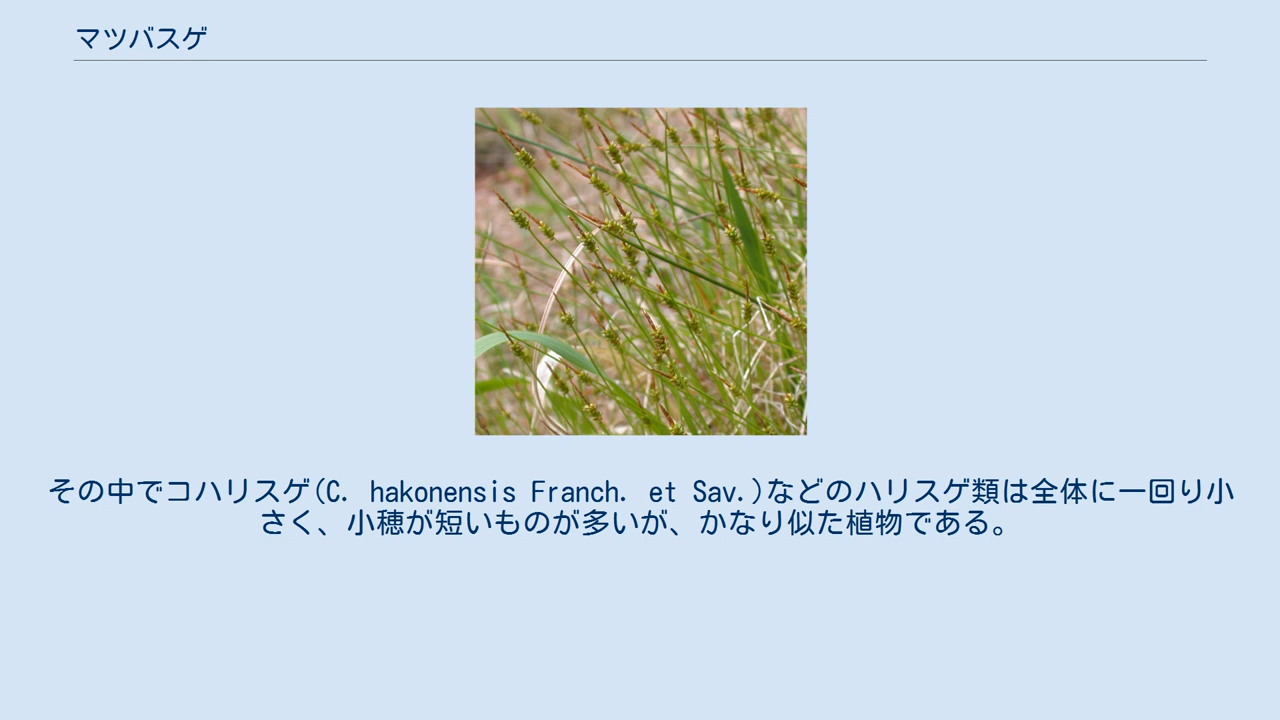 マツバスゲ
その中でコハリスゲ(C. hakonensis Franch. et Sav.)などのハリスゲ類は全体に一回り小
さく、小穂が短いものが多いが、かなり似た植物である。